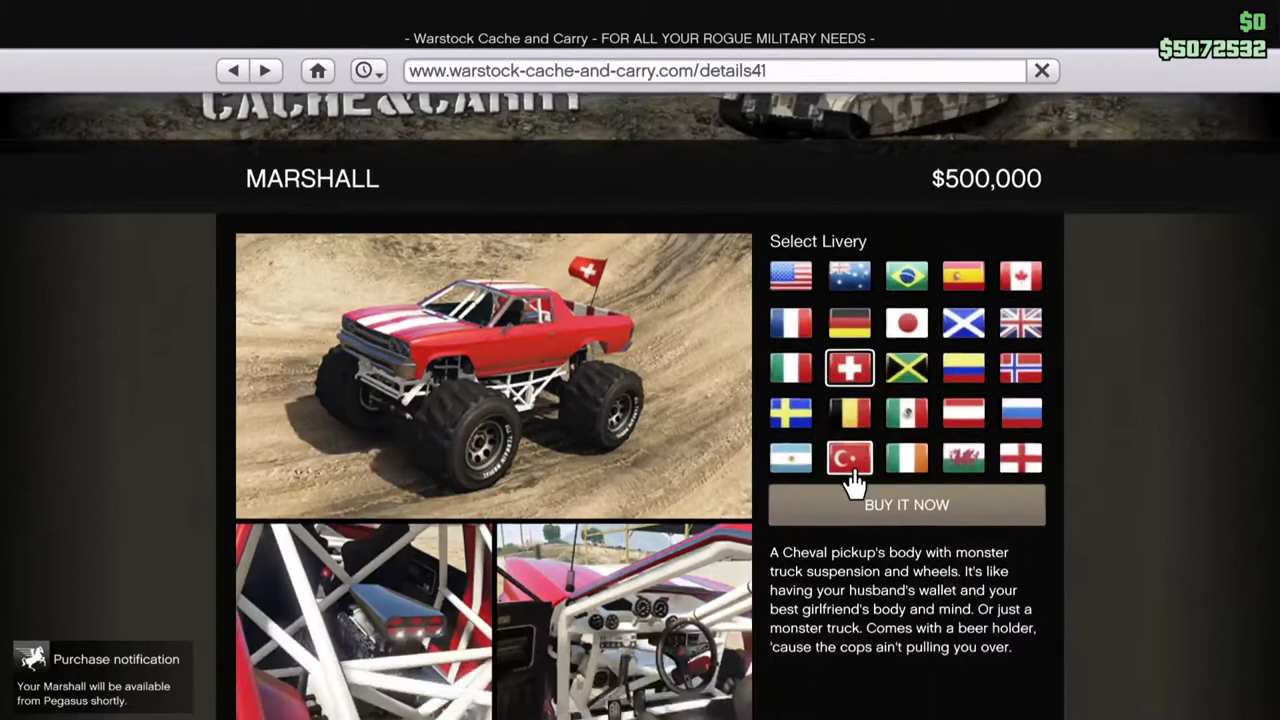 - Warstock Cache and Carry - FOR ALL YOUR ROGUE MILITARY NEEDS -
$0
$5072532
www.warstock-cache-and-carry.com/details41
CACHE&CARRY
MARSHALL
$500,000
Select Livery
BUY IT NOW
A Cheval pickup's body with monster
truck suspension and wheels. It's like
having your husband's wallet and your
best girlfriend's body and mind. Or just a
monster truck. Comes with a beer holder,
'cause the cops ain't pulling you over.
Purchase notification
Your Marshall will be available
from Pegasus shortly.